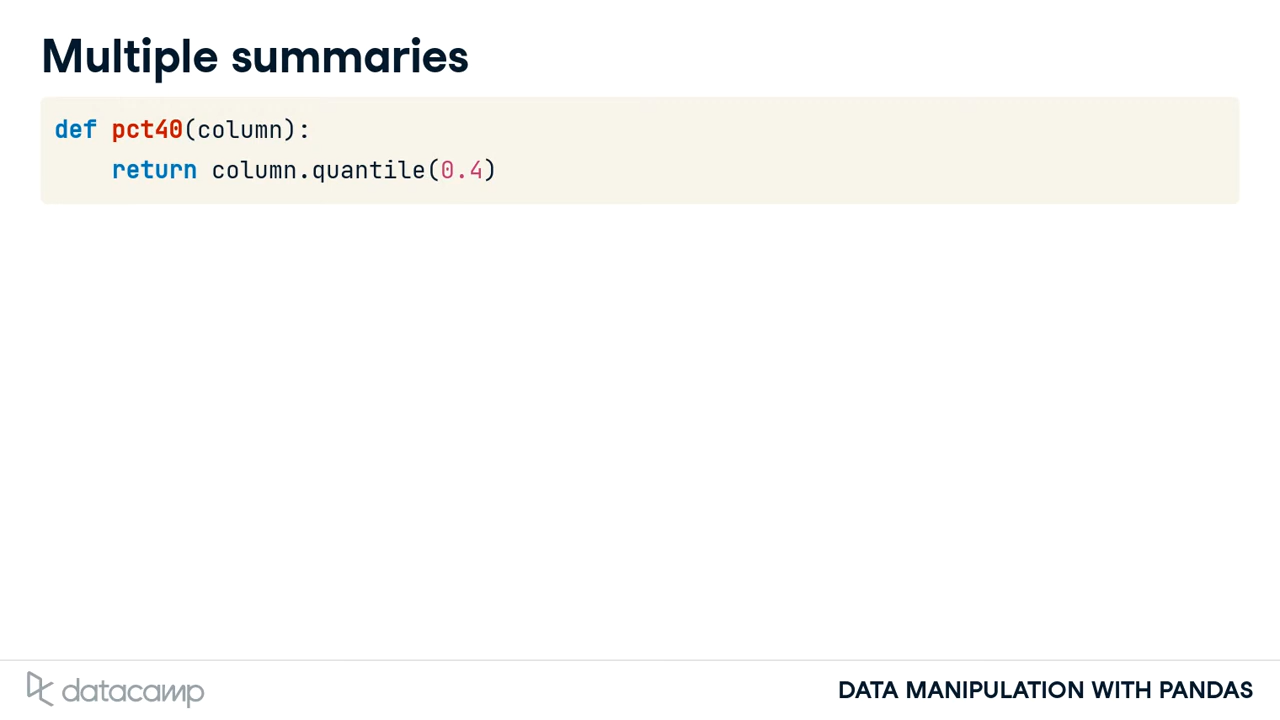 Multiple summaries
def pct40(column):
    return column.quantile(0.4)
datacamp
DATA MANIPULATION WITH PANDAS